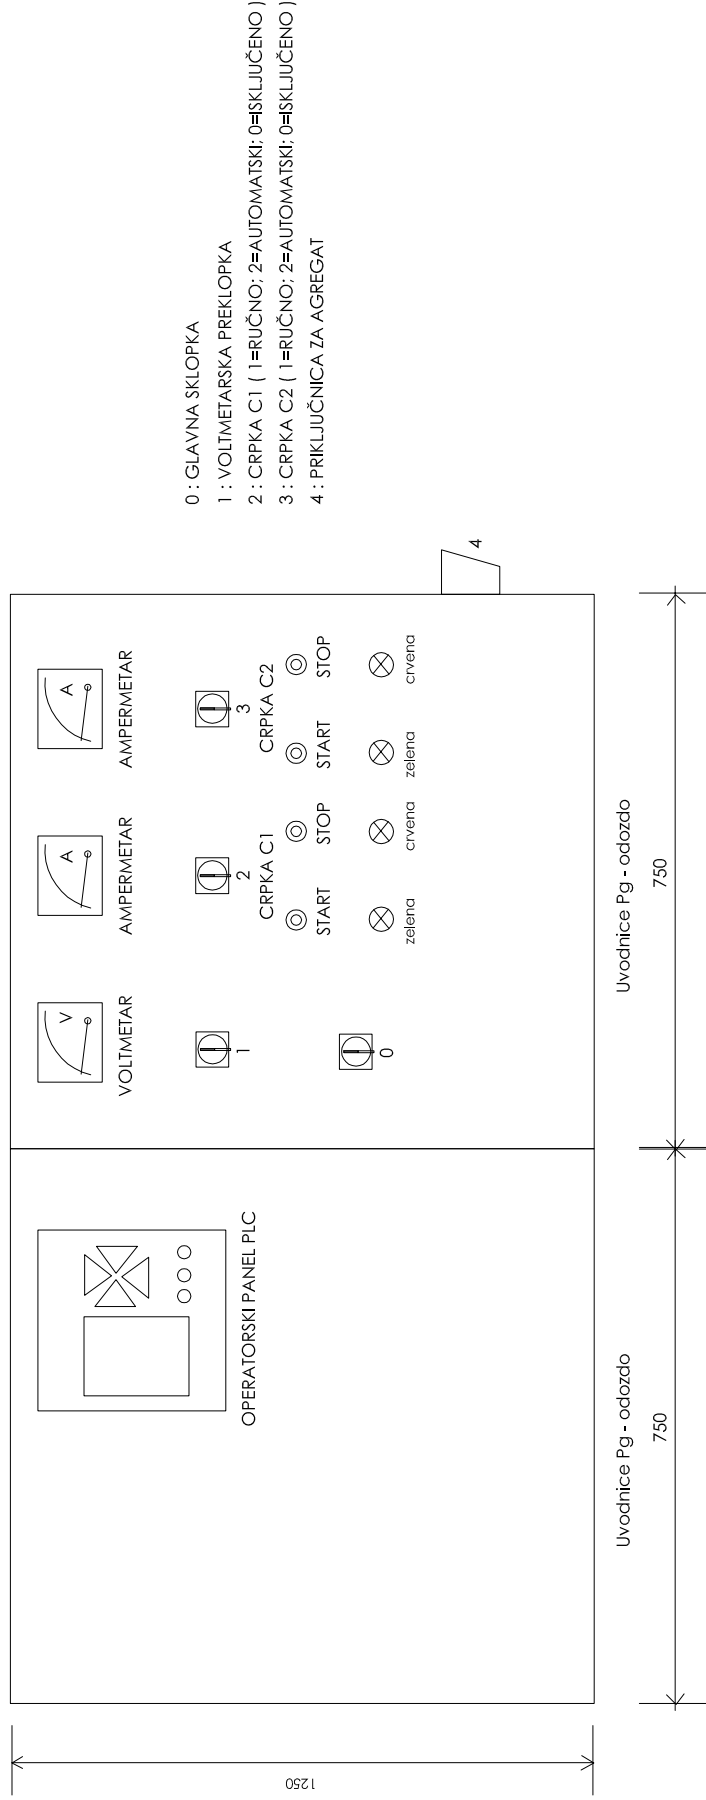 0 : GLAVNA SKLOPKA
1 : VOLTMETARSKA PREKLOPKA
2 : CRPKA C1 ( 1=RUČNO; 2=AUTOMATSKI; 0=ISKLJUČENO )
3 : CRPKA C2 ( 1=RUČNO; 2=AUTOMATSKI; 0=ISKLJUČENO )
4 : PRIKLJUČNICA ZA AGREGAT
V
A
A
VOLTMETAR
AMPERMETAR
AMPERMETAR
1
2
3
CRPKA C1
CRPKA C2
START
STOP
START
STOP
0
zelena
crvena
zelena
crvena
4
OPERATORSKI PANEL PLC
Uvodnice Pg - odozdo
Uvodnice Pg - odozdo
750
750
1250